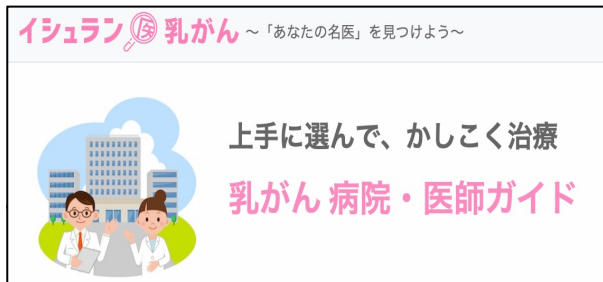 イシュラン 医 乳がん ~「あなたの名医」を見つけよう~
上手に選んで、かしこく治療
乳がん 病院・医師ガイド